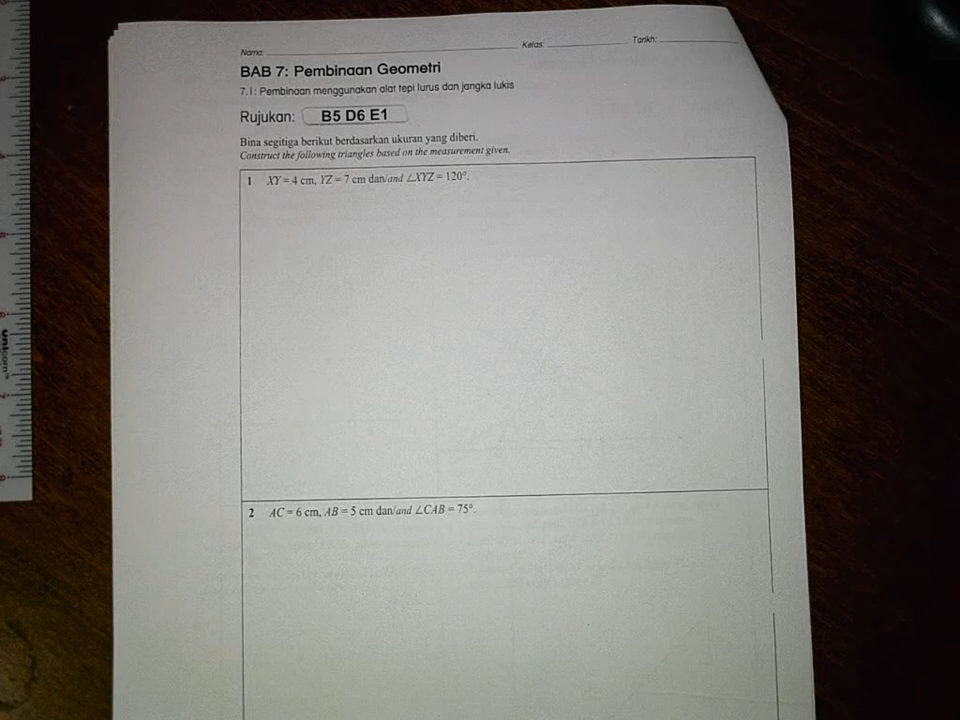 Nama: Kelas: Tarikh:
BAB 7: Pembinaan Geometri
7.1: Pembinaan menggunakan alat tepi lurus dan jangka lukis
Rujukan: B5 D6 E1
Bina segitiga berikut berdasarkan ukuran yang diberi.
Construct the following triangles based on the measurement given.
1 XY = 4 cm, YZ = 7 cm dan/and ∠XYZ = 120°.
2 AC = 6 cm, AB = 5 cm dan/and ∠CAB = 75°.
unicorn
7
8